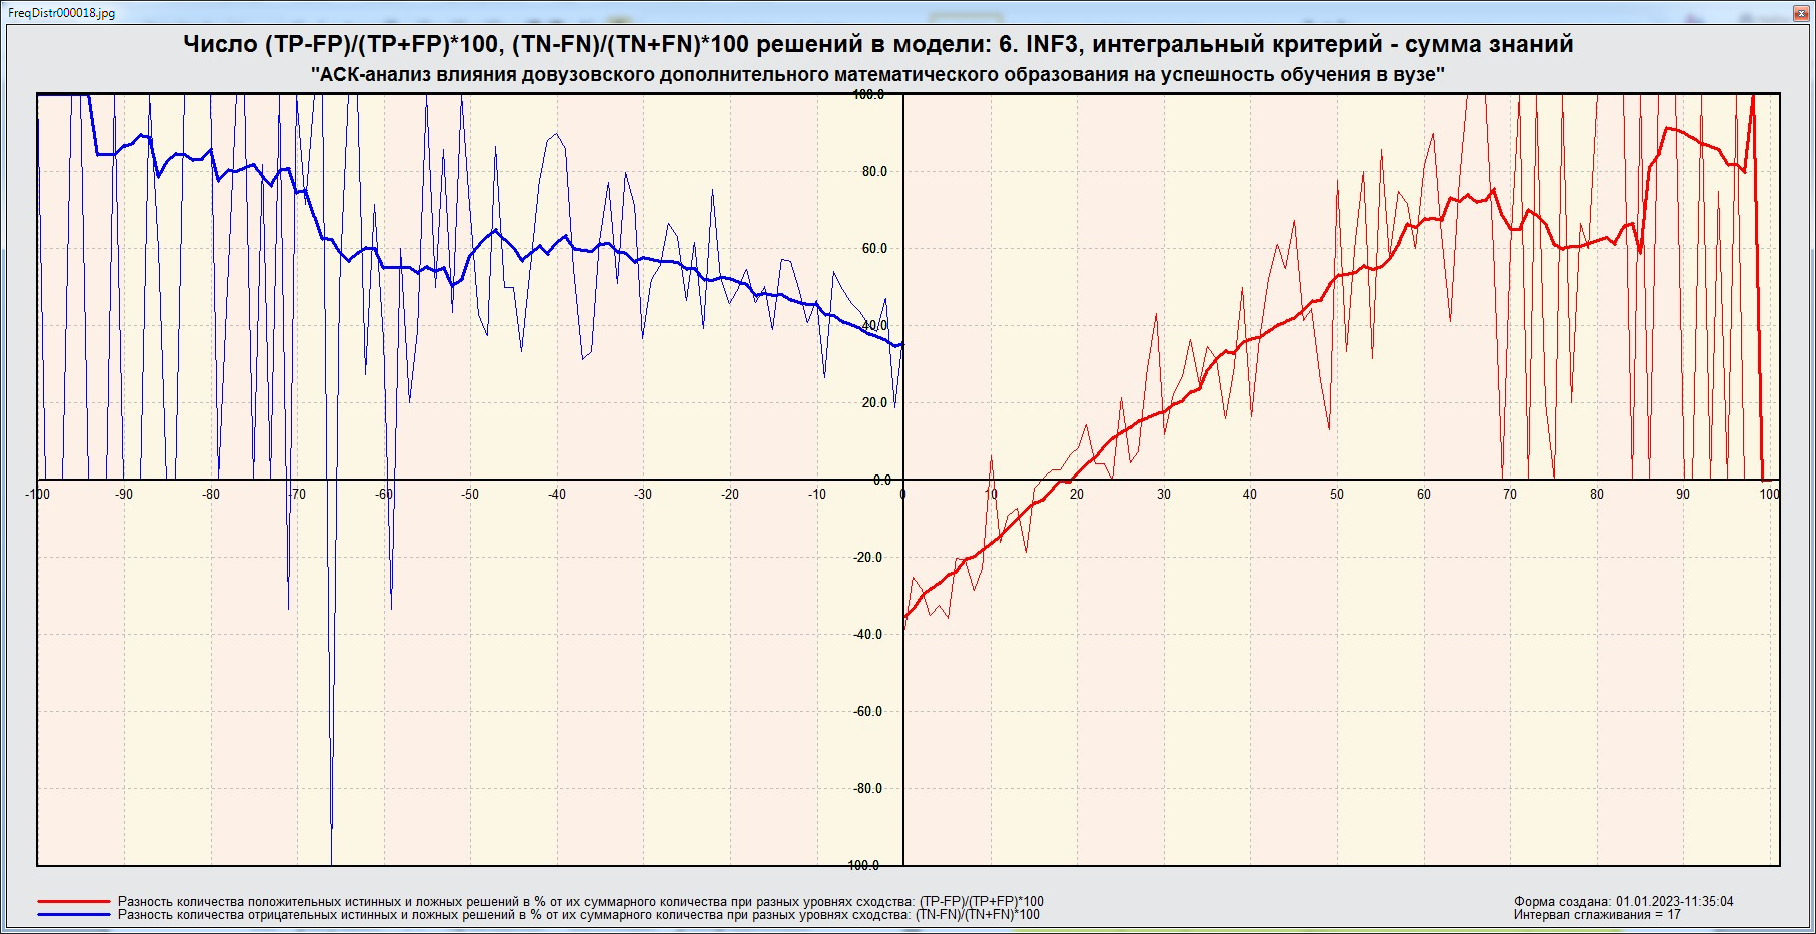 FreqDistr000018.jpg
Число (TP-FP)/(TP+FP)*100, (TN-FN)/(TN+FN)*100 решений в модели: 6. INF3, интегральный критерий - сумма знаний
"АСК-анализ влияния довузовского дополнительного математического образования на успешность обучения в вузе"
100.0
80.0
60.0
40.0
20.0
0.0
-100 -90 -80 -70 -60 -50 -40 -30 -20 -10 0 10 20 30 40 50 60 70 80 90 100
-20.0
-40.0
-60.0
-80.0
-100.0
Разность количества положительных истинных и ложных решений в % от их суммарного количества при разных уровнях сходства: (TP-FP)/(TP+FP)*100
Разность количества отрицательных истинных и ложных решений в % от их суммарного количества при разных уровнях сходства: (TN-FN)/(TN+FN)*100
Форма создана: 01.01.2023-11:35:04
Интервал сглаживания = 17